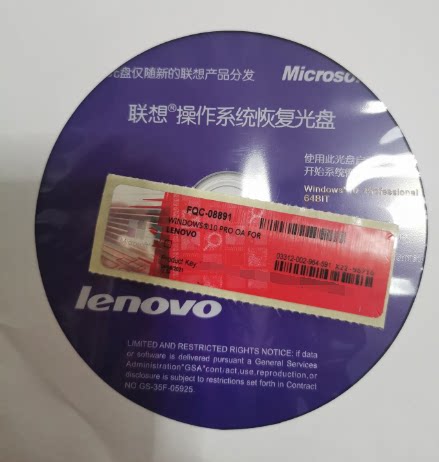 光盘仅随新的联想产品分发
Microso
联想®操作系统恢复光盘
使用此光盘
开始系统
Windows® 10 Professional
64BIT
FQC-08891
WINDOWS®10 PRO OA FOR
LENOVO
Product Key
lenovo
LIMITED AND RESTRICTED RIGHTS NOTICE: if data
or software is delivered pursuant a General Services
Administration"GSA"contract,use,reproduction,or
disclosure is subject to restrictions set forth in Contract
NO GS-35F-05925.